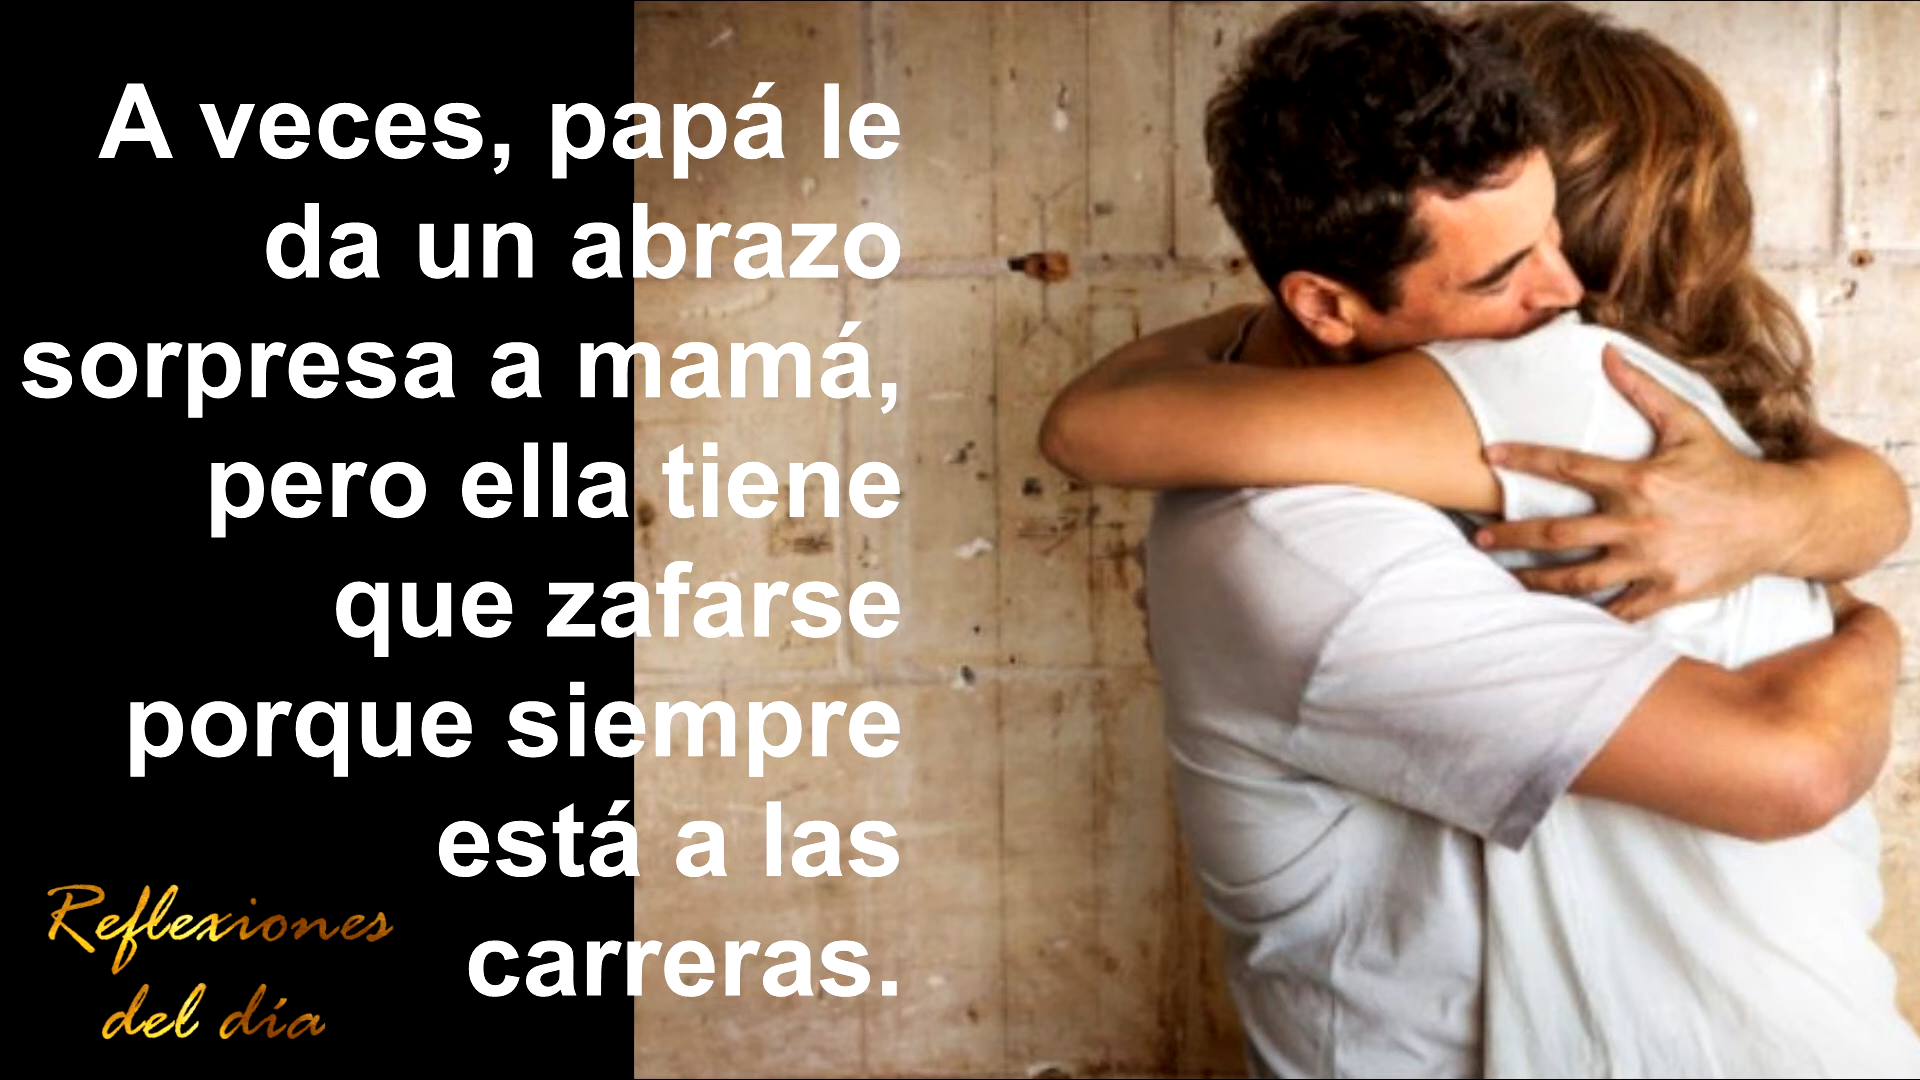 A veces, papá le
da un abrazo
sorpresa a mamá,
pero ella tiene
que zafarse
porque siempre
está a las
carreras.
Reflexiones
del día